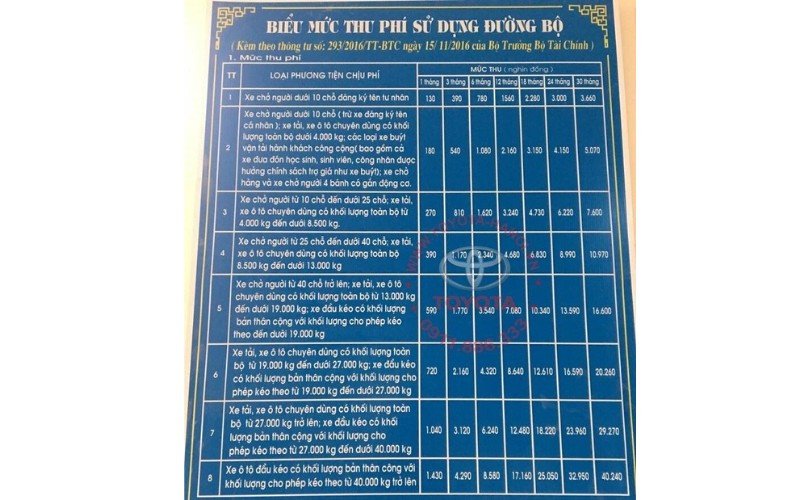 BIỂU MỨC THU PHÍ SỬ DỤNG ĐƯỜNG BỘ
( Kèm theo thông tư số: 293/2016/TT-BTC ngày 15/ 11/2016 của Bộ Trưởng Bộ Tài Chính )
1. Mức thu phí
TT LOẠI PHƯƠNG TIỆN CHỊU PHÍ MỨC THU ( nghìn đồng )
1 tháng 3 tháng 6 tháng 12 tháng 18 tháng 24 tháng 30 tháng
1 Xe chở người dưới 10 chỗ đăng ký tên tư nhân 130 390 780 1560 2.280 3.000 3.660
2 Xe chở người dưới 10 chỗ ( trừ xe đăng ký tên
cá nhân ); xe tải, xe ô tô chuyên dùng có khối
lượng toàn bộ dưới 4.000 kg; các loại xe buýt
vận tải hành khách công cộng( bao gồm cả
xe đưa đón học sinh, sinh viên, công nhân được
hưởng chính sách trợ giá như xe buýt); xe chở
hàng và xe chở người 4 bánh có gắn động cơ.
180 540 1.080 2.160 3.150 4.150 5.070
3 Xe chở người từ 10 chỗ đến dưới 25 chỗ; xe tải,
xe ô tô chuyên dùng có khối lượng toàn bộ từ
4.000 kg đến dưới 8.500 kg.
270 810 1.620 3.240 4.730 6.220 7.600
4 Xe chở người từ 25 chỗ đến dưới 40 chỗ; xe tải,
xe ô tô chuyên dùng có khối lượng toàn bộ từ
8.500 kg đến dưới 13.000 kg
390 1.170 2.340 4.680 6.830 8.990 10.970
5 Xe chở người từ 40 chỗ trở lên; xe tải, xe ô tô
chuyên dùng có khối lượng toàn bộ từ 13.000 kg
đến dưới 19.000 kg; xe đầu kéo có khối lượng
bản thân cộng với khối lượng cho phép kéo
theo đến dưới 19.000 kg
590 1.770 3.540 7.080 10.340 13.590 16.600
6 Xe tải, xe ô tô chuyên dùng có khối lượng toàn
bộ từ 19.000 kg đến dưới 27.000 kg; xe đầu kéo
có khối lượng bản thân cộng với khối lượng cho
phép kéo theo từ 19.000 kg đến dưới 27.000 kg
720 2.160 4.320 8.640 12.610 16.590 20.260
7 Xe tải, xe ô tô chuyên dùng có khối lượng toàn
bộ từ 27.000 kg trở lên; xe đầu kéo có khối
lượng bản thân cộng với khối lượng cho
phép kéo theo từ 27.000 kg đến dưới 40.000 kg
1.040 3.120 6.240 12.480 18.220 23.960 29.270
8 Xe ô tô đầu kéo có khối lượng bản thân cộng với
khối lượng cho phép kéo theo từ 40.000 kg trở lên
1.430 4.290 8.580 17.160 25.050 32.950 40.240
TOYOTA